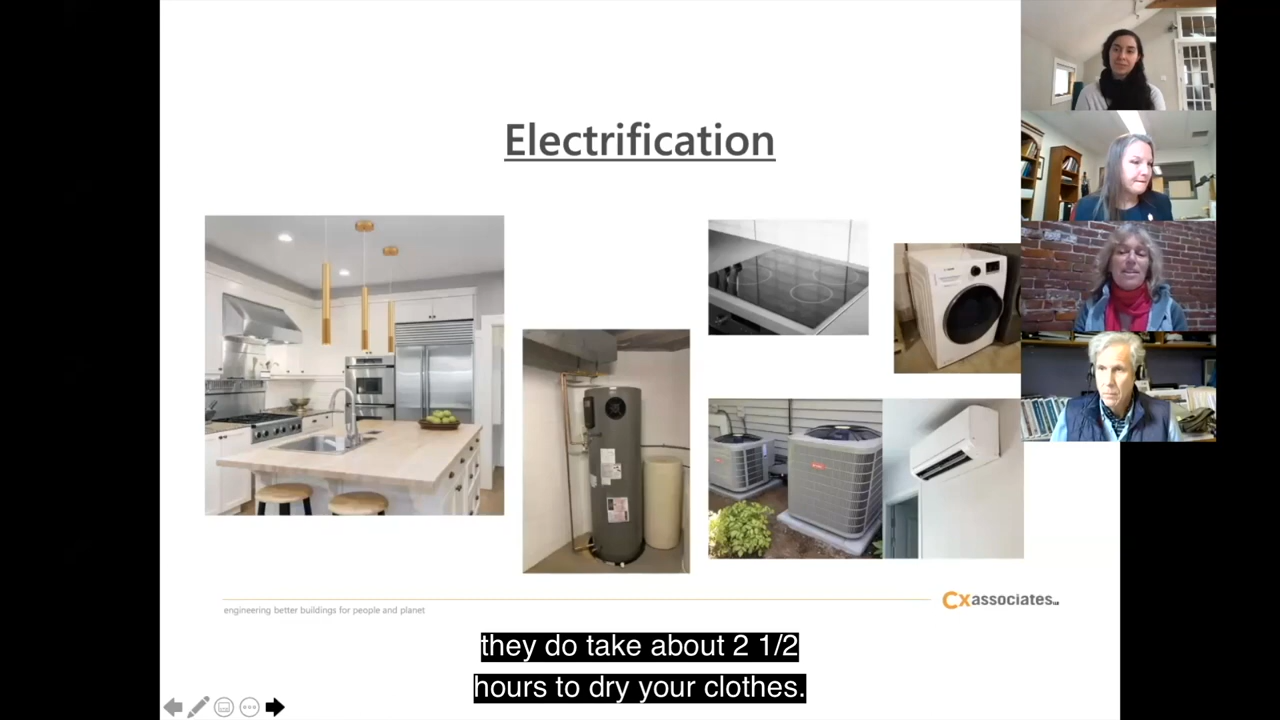 Electrification
engineering better buildings for people and planet
Cxassociates LLC
they do take about 2 1/2
hours to dry your clothes.